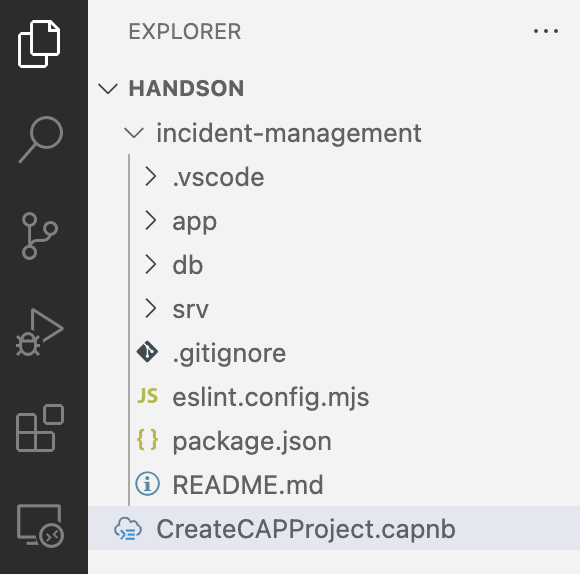 EXPLORER
HANDSON
incident-management
.vscode
app
db
srv
.gitignore
JS eslint.config.mjs
{ } package.json
README.md
CreateCAPProject.capnb